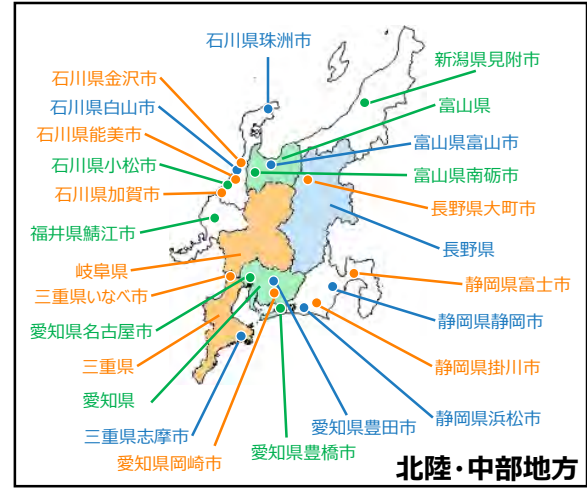 石川県珠洲市
新潟県見附市
石川県金沢市
富山県
石川県白山市
石川県能美市
富山県富山市
石川県小松市
富山県南砺市
石川県加賀市
長野県大町市
福井県鯖江市
長野県
岐阜県
静岡県富士市
三重県いなべ市
静岡県静岡市
愛知県名古屋市
三重県
静岡県掛川市
愛知県
静岡県浜松市
愛知県豊田市
三重県志摩市
愛知県豊橋市
愛知県岡崎市
北陸・中部地方